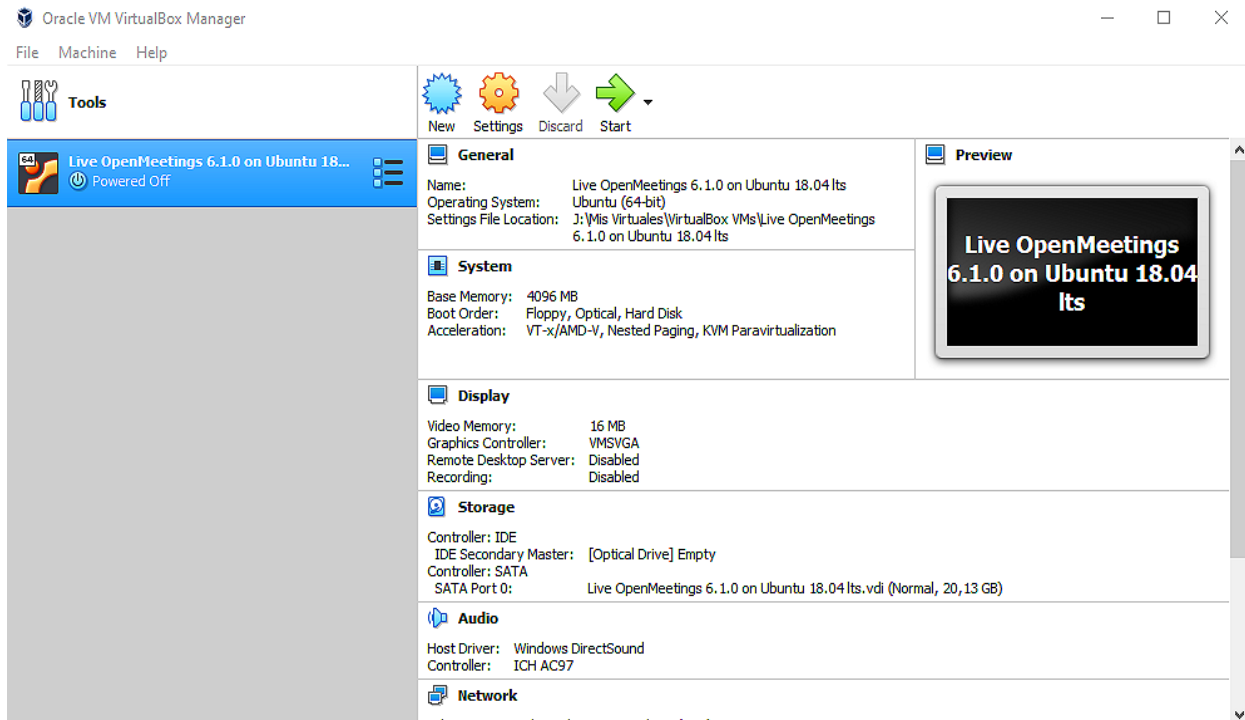 Oracle VM VirtualBox Manager
File Machine Help
Tools
New Settings Discard Start
64
Live OpenMeetings 6.1.0 on Ubuntu 18...
Powered Off
General
Name: Live OpenMeetings 6.1.0 on Ubuntu 18.04 lts
Operating System: Ubuntu (64-bit)
Settings File Location: J:\Mis Virtuales\VirtualBox VMs\Live OpenMeetings
6.1.0 on Ubuntu 18.04 lts
Preview
Live OpenMeetings
6.1.0 on Ubuntu 18.04
lts
System
Base Memory: 4096 MB
Boot Order: Floppy, Optical, Hard Disk
Acceleration: VT-x/AMD-V, Nested Paging, KVM Paravirtualization
Display
Video Memory: 16 MB
Graphics Controller: VMSVGA
Remote Desktop Server: Disabled
Recording: Disabled
Storage
Controller: IDE
IDE Secondary Master: [Optical Drive] Empty
Controller: SATA
SATA Port 0: Live OpenMeetings 6.1.0 on Ubuntu 18.04 lts.vdi (Normal, 20,13 GB)
Audio
Host Driver: Windows DirectSound
Controller: ICH AC97
Network